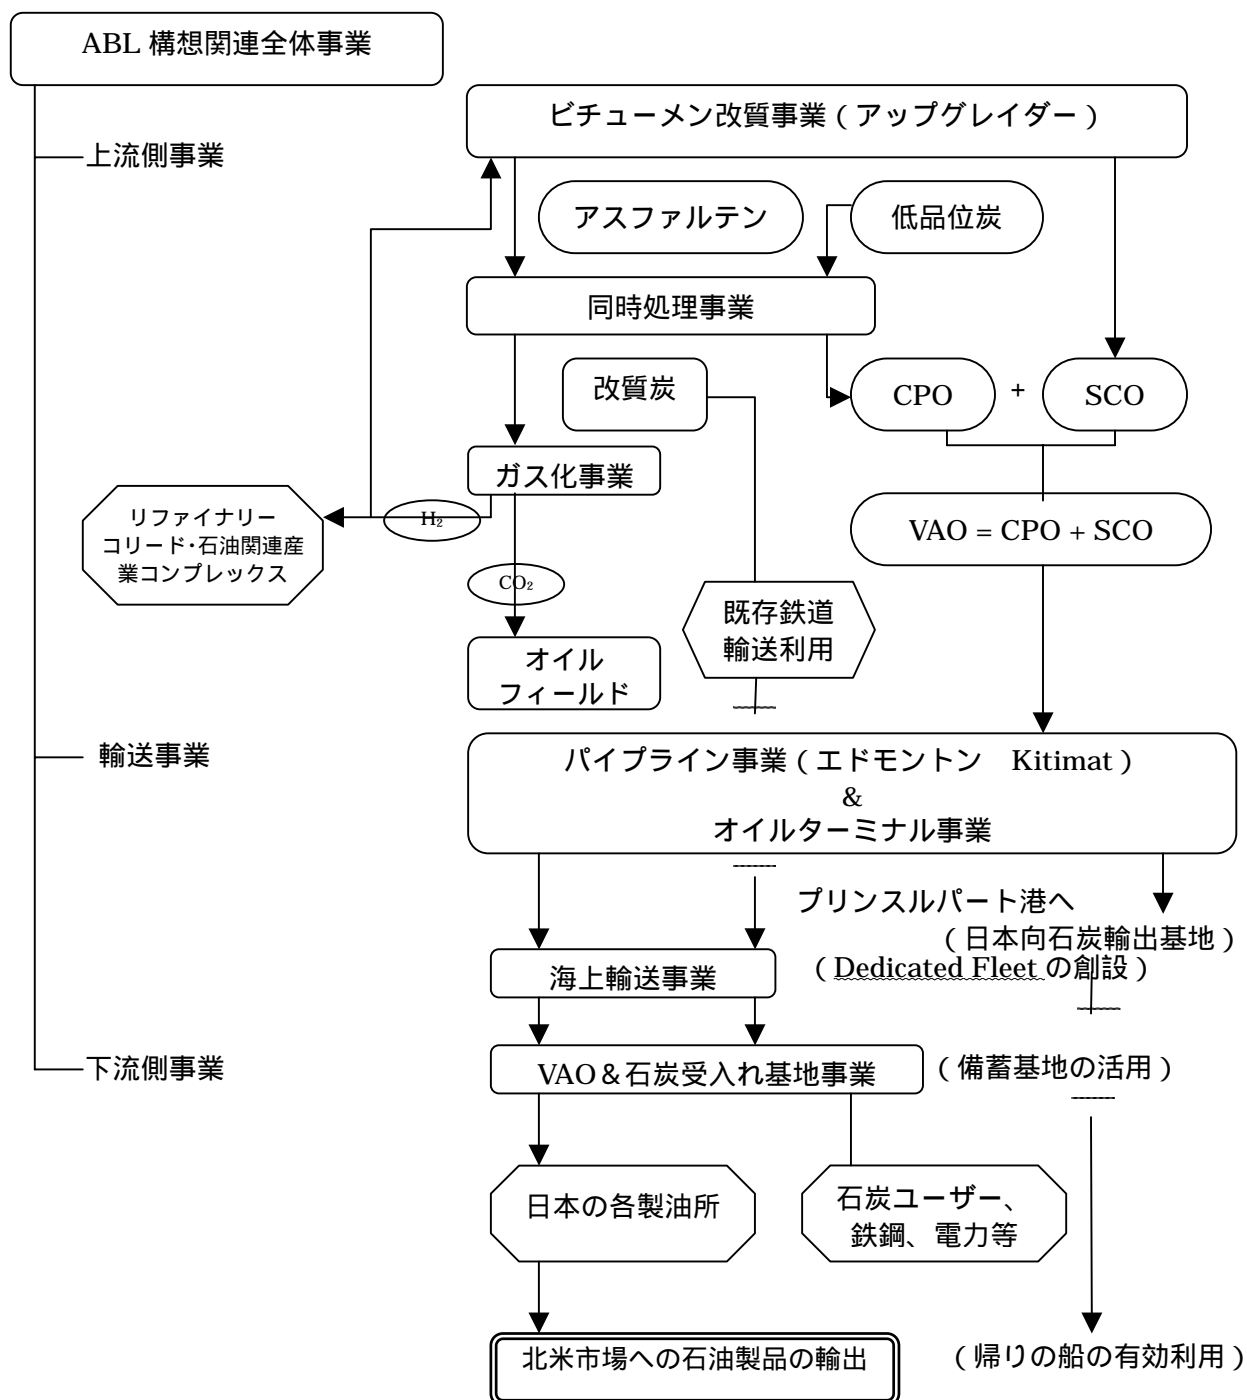 ABL 構想関連全体事業
ビチューメン改質事業（アップグレイダー）
上流側事業
アスファルテン
低品位炭
同時処理事業
改質炭
CPO
+
SCO
ガス化事業
リファイナリー
コリード・石油関連産
業コンプレックス
H₂
VAO = CPO + SCO
CO₂
既存鉄道
輸送利用
オイル
フィールド
輸送事業
パイプライン事業（エドモントン　Kitimat）
&
オイルターミナル事業
プリンスルパート港へ
（日本向石炭輸出基地）
海上輸送事業
（Dedicated Fleet の創設）
下流側事業
VAO＆石炭受入れ基地事業
（備蓄基地の活用）
日本の各製油所
石炭ユーザー、
鉄鋼、電力等
北米市場への石油製品の輸出
（帰りの船の有効利用）